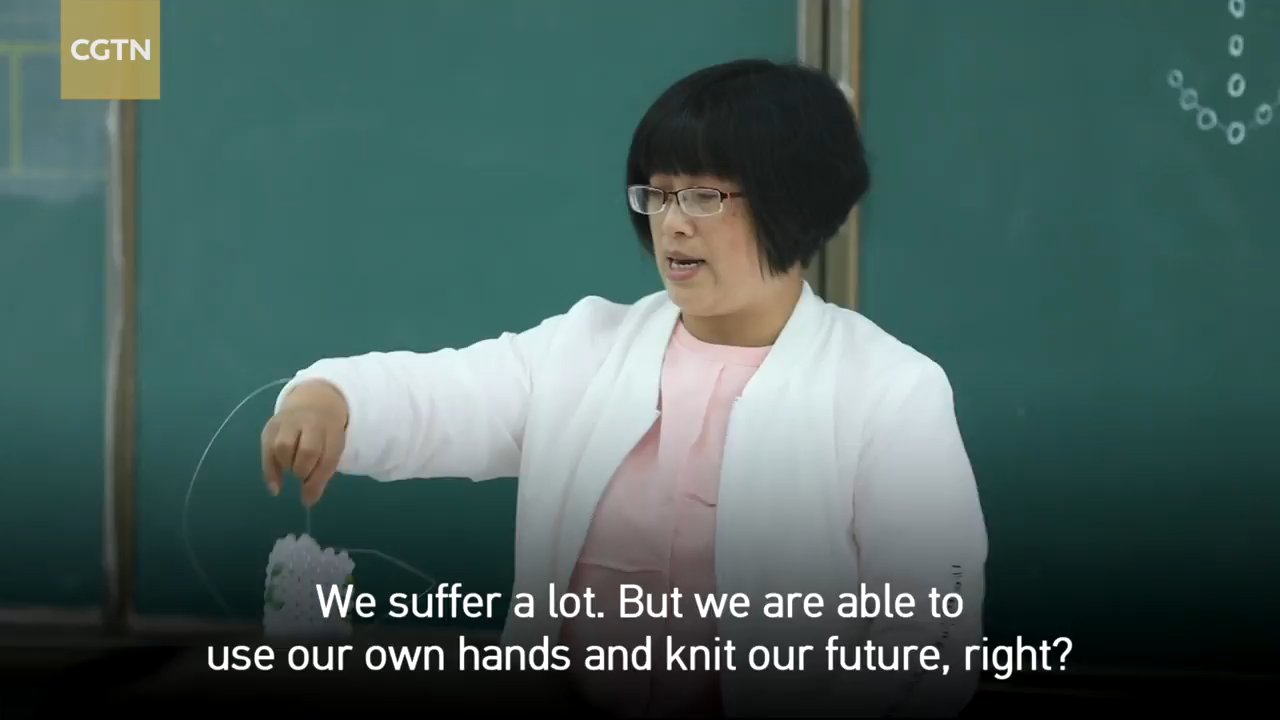 CGTN
We suffer a lot. But we are able to
use our own hands and knit our future, right?